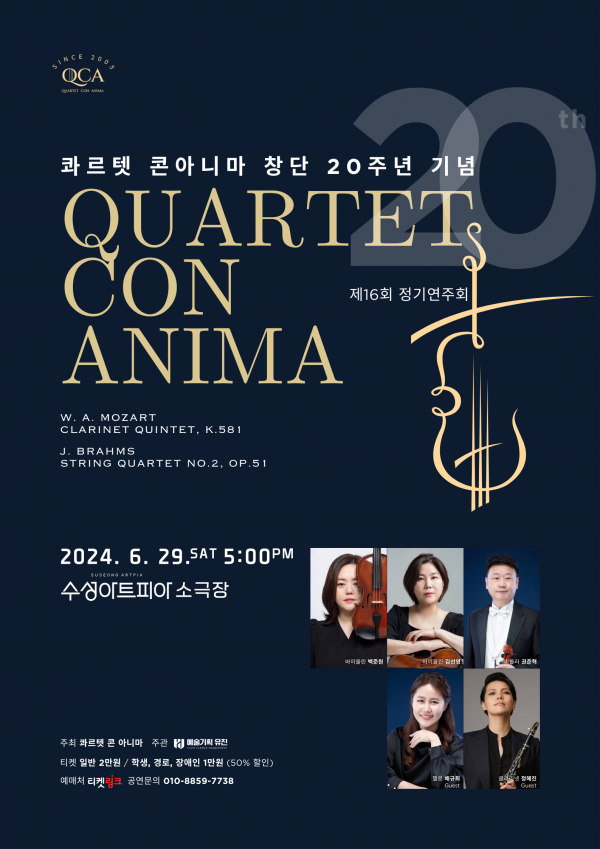 SINCE 2005
QCA
QUARTET CON ANIMA
20th
콰르텟 콘아니마 창단 20주년 기념
QUARTET
CON
ANIMA
제16회 정기연주회
W. A. MOZART
CLARINET QUINTET, K.581
J. BRAHMS
STRING QUARTET NO.2, OP.51
2024. 6. 29.SAT 5:00PM
SUSEONG ARTPIA
수성아트피아 소극장
바이올린 백준원
바이올린 김선영
비올라 권준혁
첼로 배규희
Guest
클라리넷 정혜진
Guest
주최 콰르텟 콘 아니마 주관 예술기획 유진
티켓 일반 2만원 / 학생, 경로, 장애인 1만원 (50% 할인)
예매처 티켓링크 공연문의 010-8859-7738